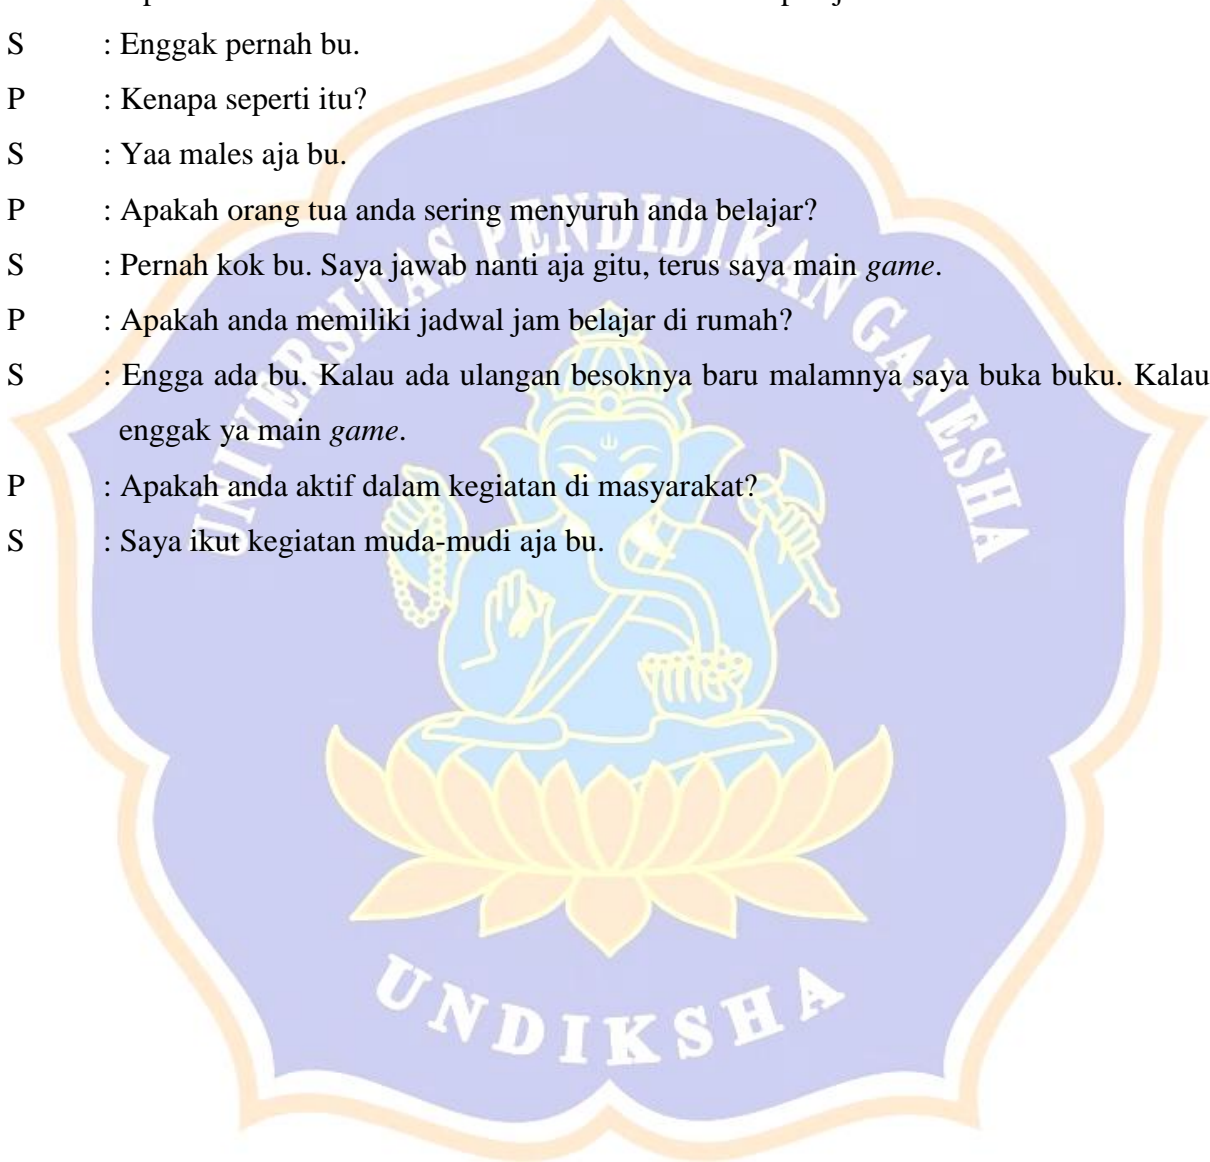 S : Enggak pernah bu.
P : Kenapa seperti itu?
S : Yaa males aja bu.
P : Apakah orang tua anda sering menyuruh anda belajar?
S : Pernah kok bu. Saya jawab nanti aja gitu, terus saya main game.
P : Apakah anda memiliki jadwal jam belajar di rumah?
S : Engga ada bu. Kalau ada ulangan besoknya baru malamnya saya buka buku. Kalau
enggak ya main game.
P : Apakah anda aktif dalam kegiatan di masyarakat?
S : Saya ikut kegiatan muda-mudi aja bu.
UNIVERSITAS PENDIDIKAN GANESHA
UNDIKSHA